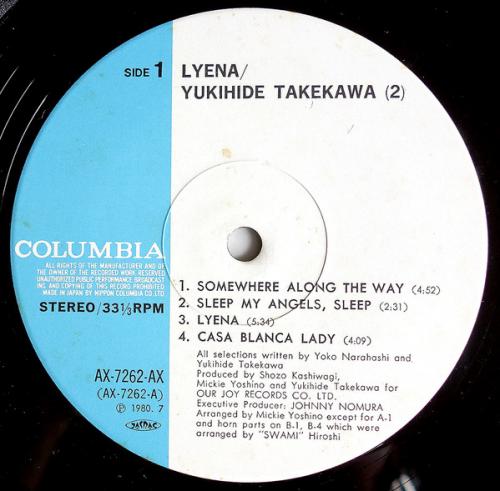 SIDE 1
LYENA/
YUKIHIDE TAKEKAWA (2)
COLUMBIA
ALL RIGHTS OF THE MANUFACTURER AND OF
THE OWNER OF THE RECORDED WORK RESERVED
UNAUTHORIZED PUBLIC PERFORMANCE BROADCAST
ING AND COPYING OF THIS RECORD PROHIBITED
MADE IN JAPAN BY NIPPON COLUMBIA CO. LTD.
STEREO/33⅓RPM
1. SOMEWHERE ALONG THE WAY (4:52)
2. SLEEP MY ANGELS, SLEEP (2:31)
3. LYENA (5:34)
4. CASA BLANCA LADY (4:09)
AX-7262-AX
(AX-7262-A)
Ⓟ 1980. 7
All selections written by Yoko Narahashi and
Yukihide Takekawa
Produced by Shozo Kashiwagi,
Mickie Yoshino and Yukihide Takekawa for
OUR JOY RECORDS CO. LTD.
Executive Producer: JOHNNY NOMURA
Arranged by Mickie Yoshino except for A-1
and horn parts on B-1, B-4 which were
arranged by "SWAMI" Hiroshi